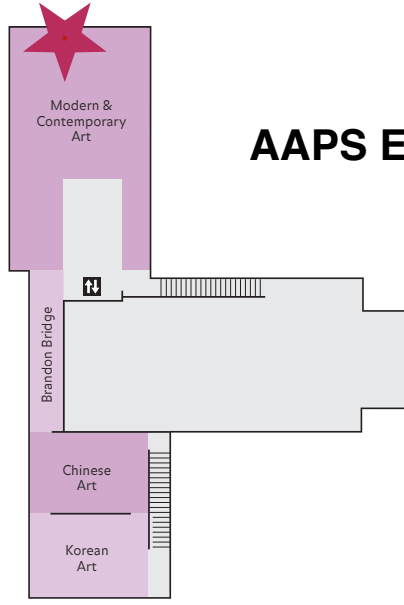 Modern &
Contemporary
Art
AAPS E
Brandon Bridge
Chinese
Art
Korean
Art